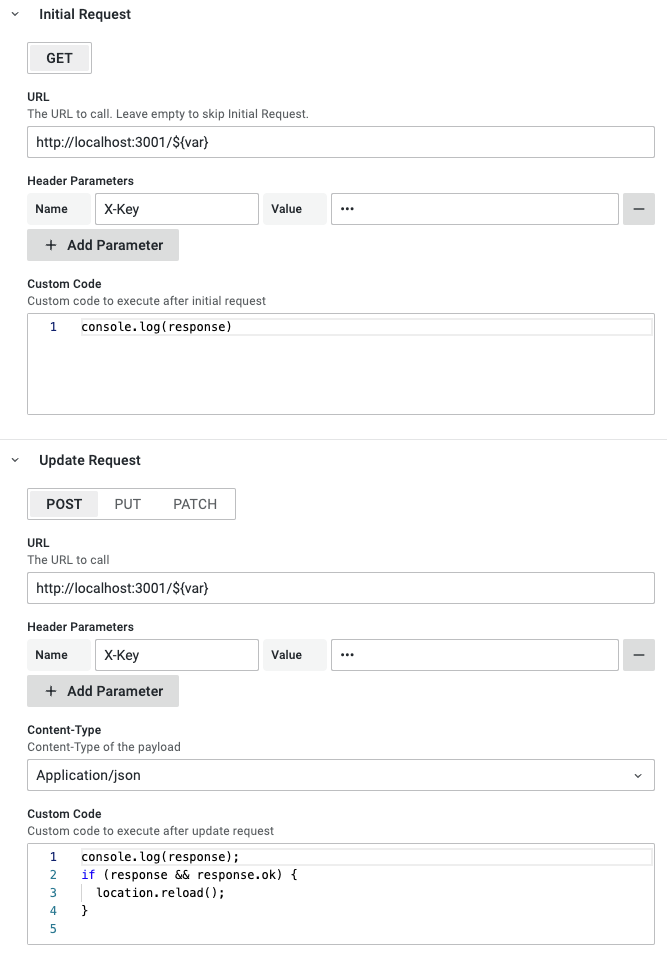 Initial Request
GET
URL
The URL to call. Leave empty to skip Initial Request.
http://localhost:3001/${var}
Header Parameters
Name X-Key Value •••
+ Add Parameter
Custom Code
Custom code to execute after initial request
1 console.log(response)
Update Request
POST PUT PATCH
URL
The URL to call
http://localhost:3001/${var}
Header Parameters
Name X-Key Value •••
+ Add Parameter
Content-Type
Content-Type of the payload
Application/json
Custom Code
Custom code to execute after update request
1 console.log(response);
2 if (response && response.ok) {
3   location.reload();
4 }
5